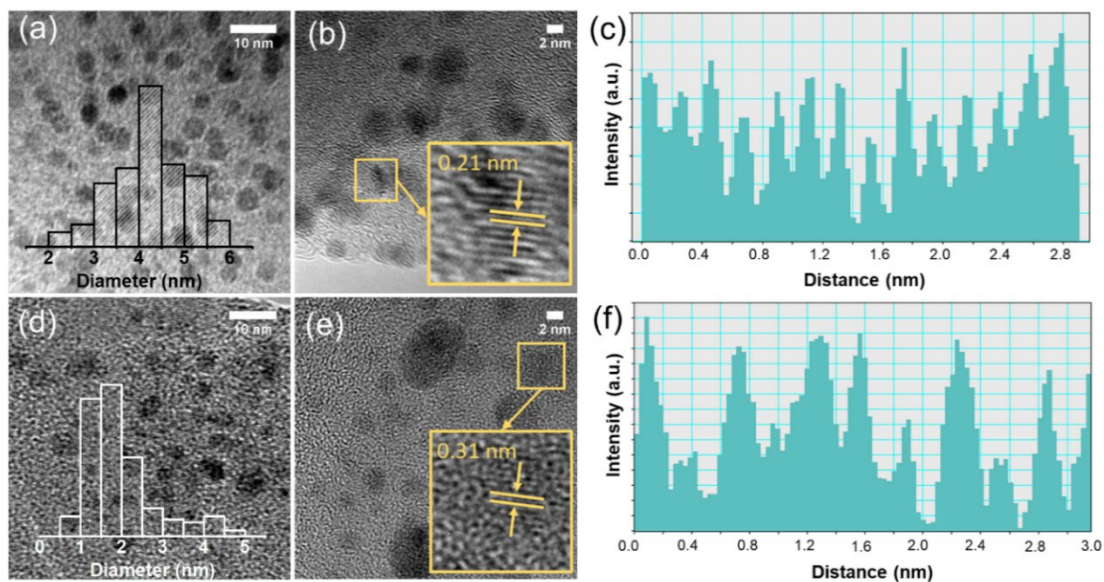 (a)
10 nm
2 3 4 5 6
Diameter (nm)
(b)
2 nm
0.21 nm
(c)
Intensity (a.u.)
0.0 0.4 0.8 1.2 1.6 2.0 2.4 2.8
Distance (nm)
(d)
10 nm
0 1 2 3 4 5
Diameter (nm)
(e)
2 nm
0.31 nm
(f)
Intensity (a.u.)
0.0 0.4 0.8 1.2 1.6 2.0 2.4 3.0
Distance (nm)